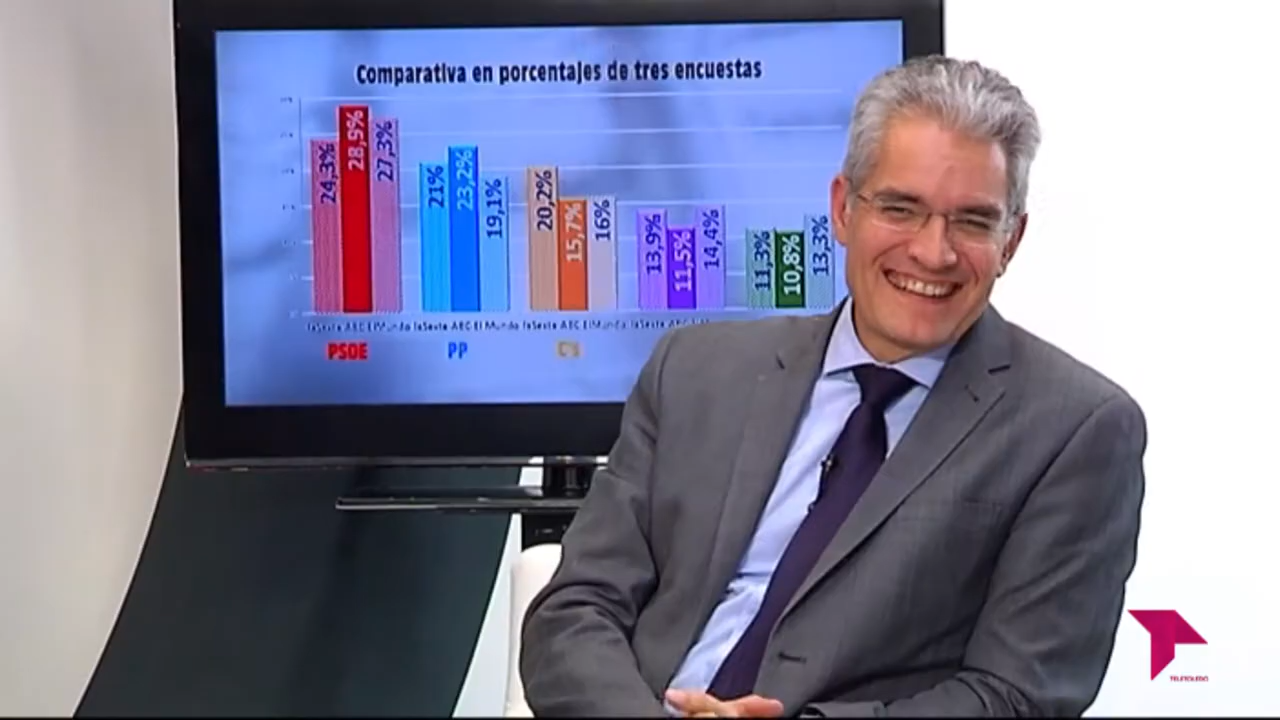 Comparativa en porcentajes de tres encuestas
24,3% 28,9% 27,3% 21% 23,2% 19,1% 20,2% 15,7% 16% 13,9% 11,5% 14,4% 11,3% 10,8% 13,3%
laSexta ABC El Mundo laSexta ABC El Mundo laSexta ABC El Mundo laSexta ABC
PSOE PP
TELETOLEDO